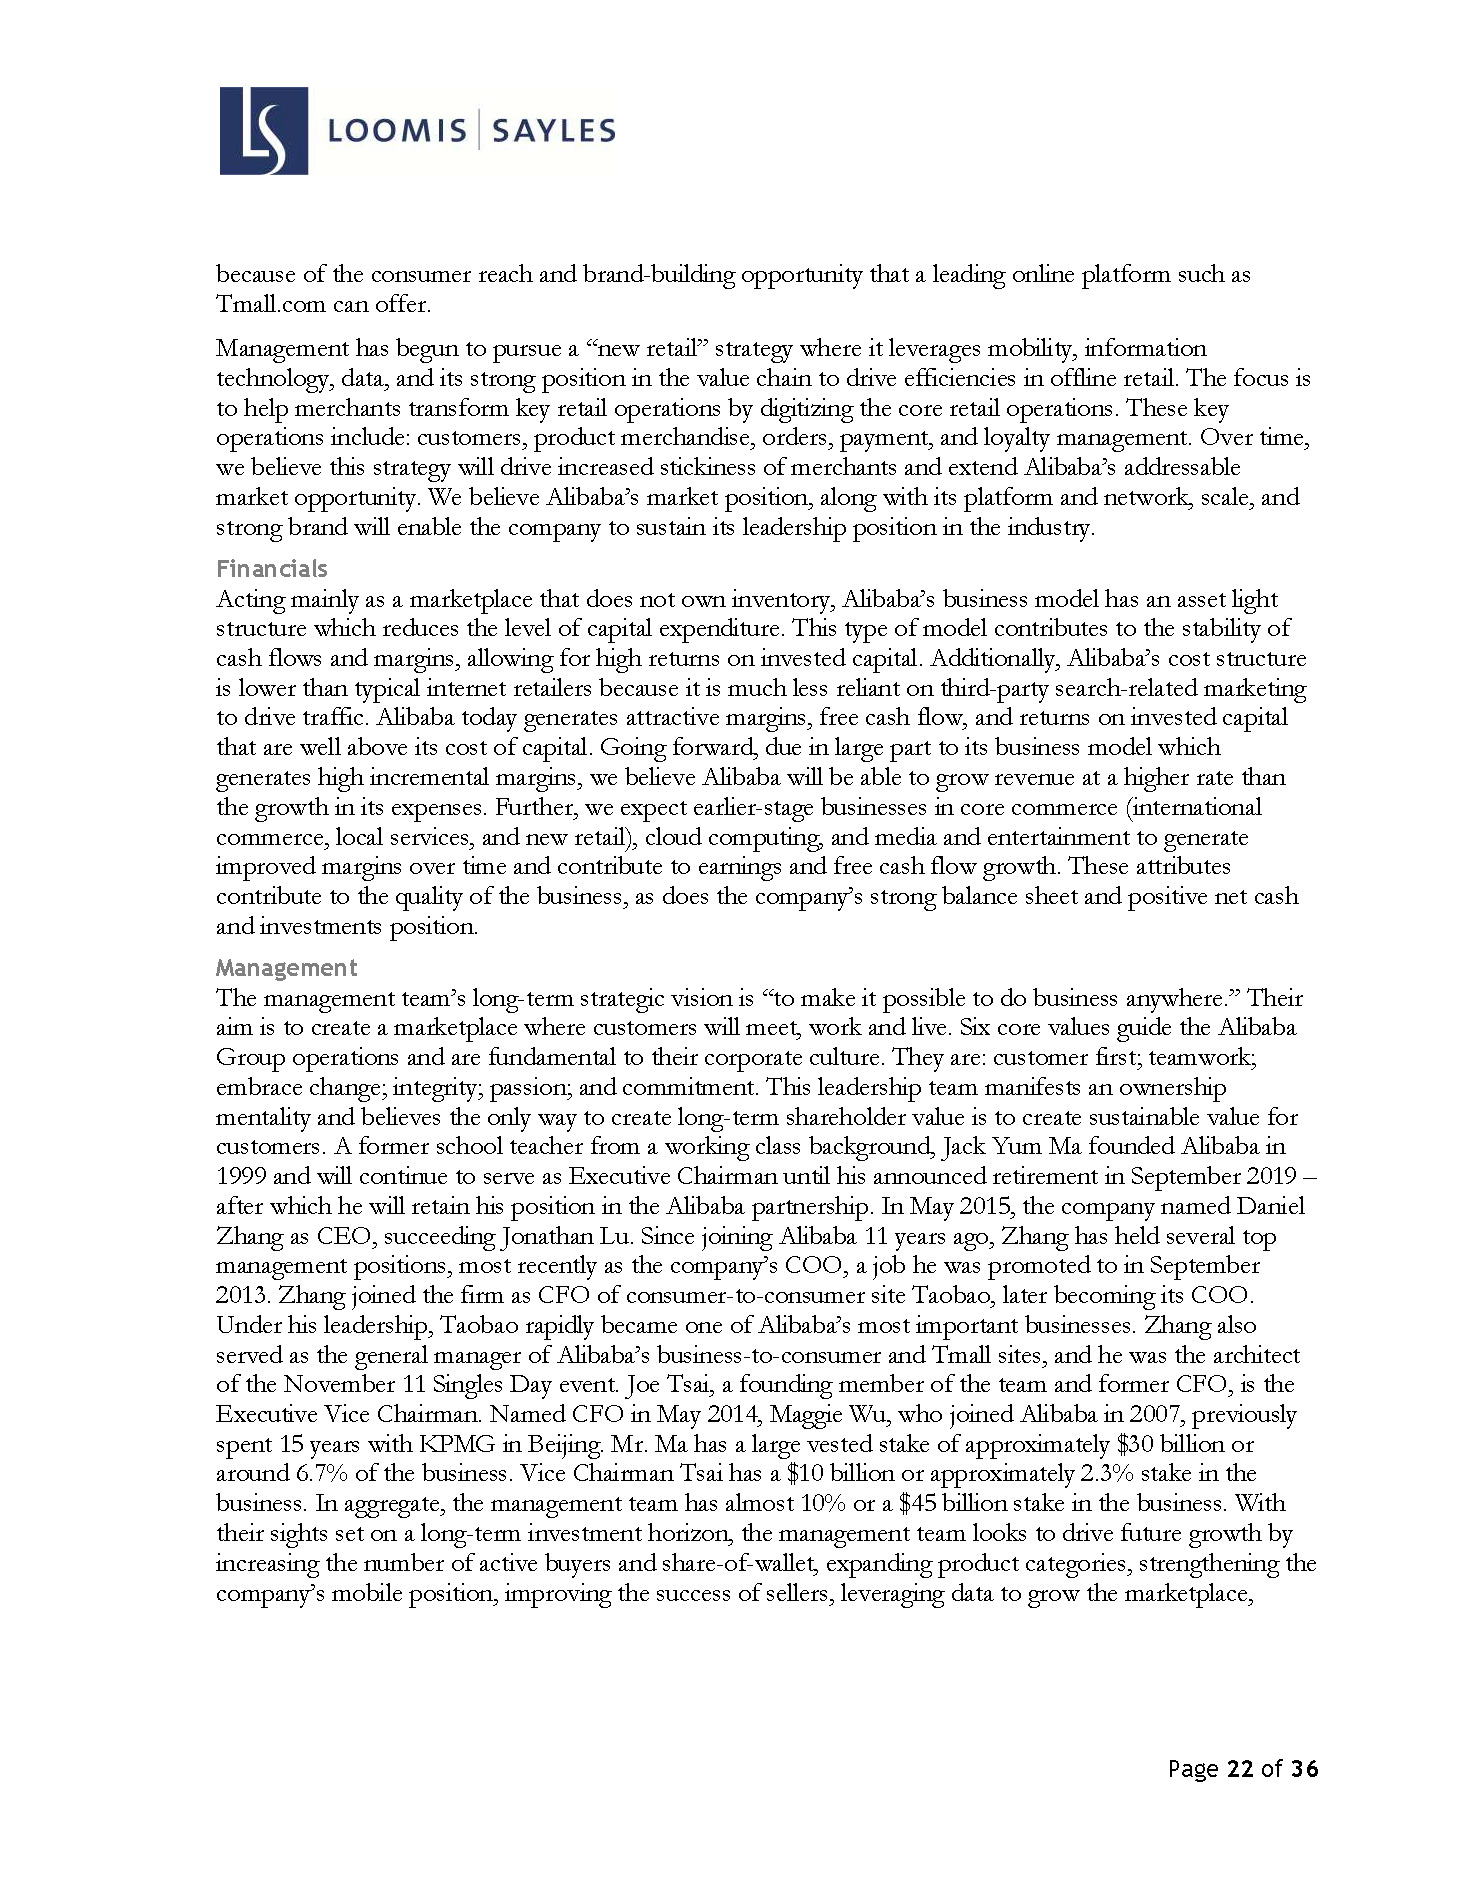 LS LOOMIS | SAYLES
because of the consumer reach and brand-building opportunity that a leading online platform such as
Tmall.com can offer.
Management has begun to pursue a “new retail” strategy where it leverages mobility, information
technology, data, and its strong position in the value chain to drive efficiencies in offline retail. The focus is
to help merchants transform key retail operations by digitizing the core retail operations. These key
operations include: customers, product merchandise, orders, payment, and loyalty management. Over time,
we believe this strategy will drive increased stickiness of merchants and extend Alibaba’s addressable
market opportunity. We believe Alibaba’s market position, along with its platform and network, scale, and
strong brand will enable the company to sustain its leadership position in the industry.
Financials
Acting mainly as a marketplace that does not own inventory, Alibaba’s business model has an asset light
structure which reduces the level of capital expenditure. This type of model contributes to the stability of
cash flows and margins, allowing for high returns on invested capital. Additionally, Alibaba’s cost structure
is lower than typical internet retailers because it is much less reliant on third-party search-related marketing
to drive traffic. Alibaba today generates attractive margins, free cash flow, and returns on invested capital
that are well above its cost of capital. Going forward, due in large part to its business model which
generates high incremental margins, we believe Alibaba will be able to grow revenue at a higher rate than
the growth in its expenses. Further, we expect earlier-stage businesses in core commerce (international
commerce, local services, and new retail), cloud computing, and media and entertainment to generate
improved margins over time and contribute to earnings and free cash flow growth. These attributes
contribute to the quality of the business, as does the company’s strong balance sheet and positive net cash
and investments position.
Management
The management team’s long-term strategic vision is “to make it possible to do business anywhere.” Their
aim is to create a marketplace where customers will meet, work and live. Six core values guide the Alibaba
Group operations and are fundamental to their corporate culture. They are: customer first; teamwork;
embrace change; integrity; passion; and commitment. This leadership team manifests an ownership
mentality and believes the only way to create long-term shareholder value is to create sustainable value for
customers. A former school teacher from a working class background, Jack Yum Ma founded Alibaba in
1999 and will continue to serve as Executive Chairman until his announced retirement in September 2019 –
after which he will retain his position in the Alibaba partnership. In May 2015, the company named Daniel
Zhang as CEO, succeeding Jonathan Lu. Since joining Alibaba 11 years ago, Zhang has held several top
management positions, most recently as the company’s COO, a job he was promoted to in September
2013. Zhang joined the firm as CFO of consumer-to-consumer site Taobao, later becoming its COO.
Under his leadership, Taobao rapidly became one of Alibaba’s most important businesses. Zhang also
served as the general manager of Alibaba’s business-to-consumer and Tmall sites, and he was the architect
of the November 11 Singles Day event. Joe Tsai, a founding member of the team and former CFO, is the
Executive Vice Chairman. Named CFO in May 2014, Maggie Wu, who joined Alibaba in 2007, previously
spent 15 years with KPMG in Beijing. Mr. Ma has a large vested stake of approximately $30 billion or
around 6.7% of the business. Vice Chairman Tsai has a $10 billion or approximately 2.3% stake in the
business. In aggregate, the management team has almost 10% or a $45 billion stake in the business. With
their sights set on a long-term investment horizon, the management team looks to drive future growth by
increasing the number of active buyers and share-of-wallet, expanding product categories, strengthening the
company’s mobile position, improving the success of sellers, leveraging data to grow the marketplace,
Page 22 of 36